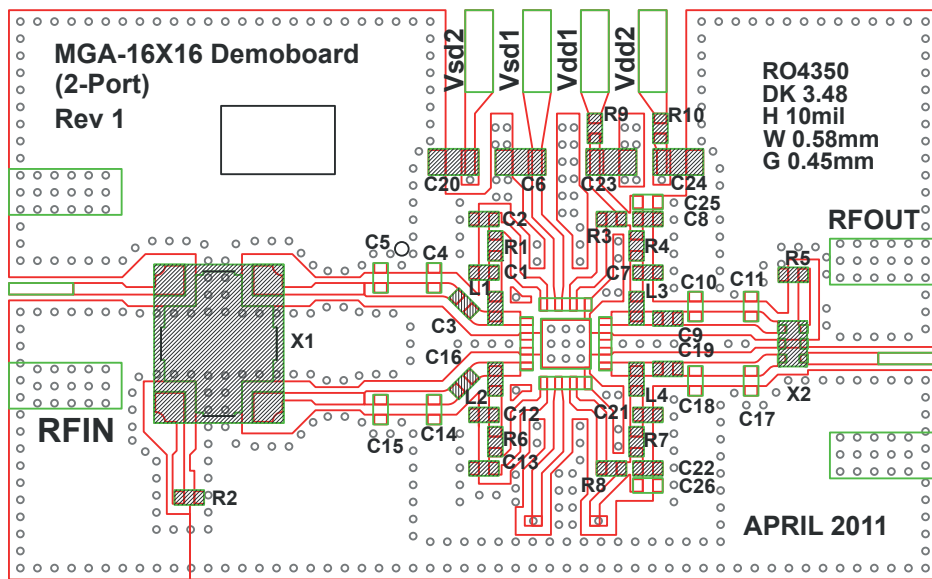 MGA-16X16 Demoboard
(2-Port)
Rev 1
Vsd2
Vsd1
Vdd1
Vdd2
RO4350
DK 3.48
H 10mil
W 0.58mm
G 0.45mm
R9
R10
C20
C6
C23
C24
C25
C2
R3
C8
RFOUT
R1
R4
C5
C4
C1
C7
R5
L1
L3
C10
C11
C3
C9
X1
C16
C19
L2
L4
C18
X2
C17
RFIN
C15
C14
C12
C21
R6
R7
C13
R8
C22
C26
R2
APRIL 2011